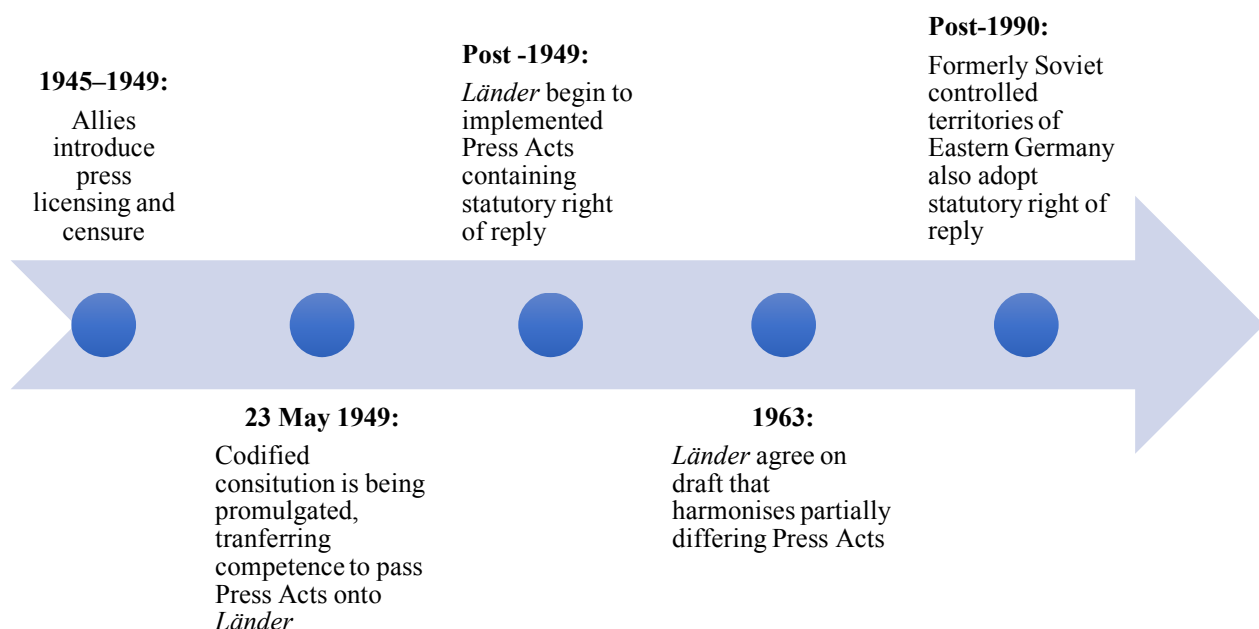 1945–1949:
Allies
introduce
press
licensing and
censure
23 May 1949:
Codified
consitution is being
promulgated,
tranferring
competence to pass
Press Acts onto
Länder
Post -1949:
Länder begin to
implemented
Press Acts
containing
statutory right
of reply
1963:
Länder agree on
draft that
harmonises partially
differing Press Acts
Post-1990:
Formerly Soviet
controlled
territories of
Eastern Germany
also adopt
statutory right of
reply